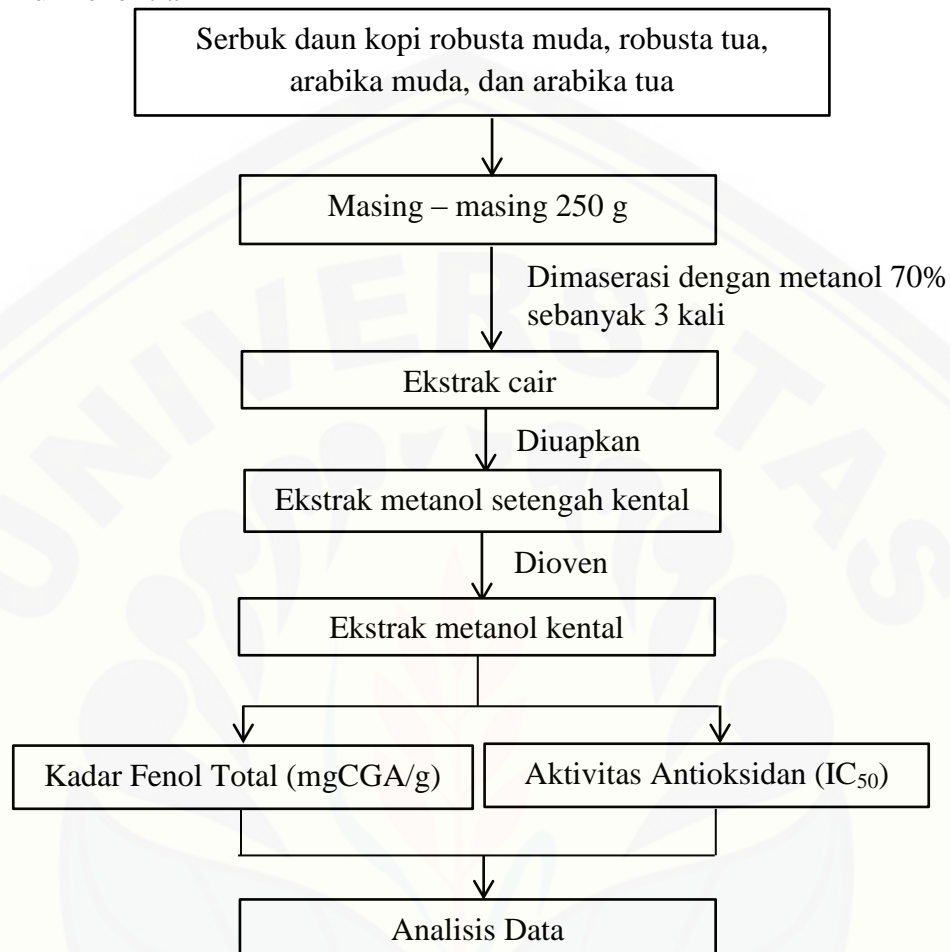 Serbuk daun kopi robusta muda, robusta tua,
arabika muda, dan arabika tua
Masing – masing 250 g
Dimaserasi dengan metanol 70%
sebanyak 3 kali
Ekstrak cair
Diuapkan
Ekstrak metanol setengah kental
Dioven
Ekstrak metanol kental
Kadar Fenol Total (mgCGA/g)
Aktivitas Antioksidan (IC50)
Analisis Data
UNIVERSITAS